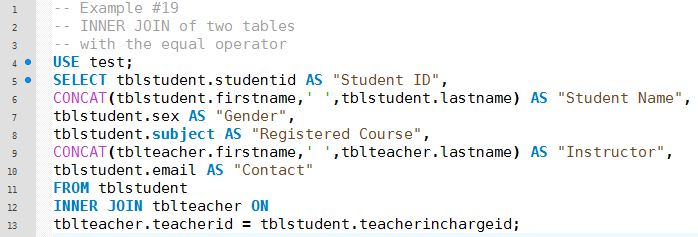 1 -- Example #19
2 -- INNER JOIN of two tables
3 -- with the equal operator
4 USE test;
5 SELECT tblstudent.studentid AS "Student ID",
6 CONCAT(tblstudent.firstname,' ',tblstudent.lastname) AS "Student Name",
7 tblstudent.sex AS "Gender",
8 tblstudent.subject AS "Registered Course",
9 CONCAT(tblteacher.firstname,' ',tblteacher.lastname) AS "Instructor",
10 tblstudent.email AS "Contact"
11 FROM tblstudent
12 INNER JOIN tblteacher ON
13 tblteacher.teacherid = tblstudent.teacherinchargeid;